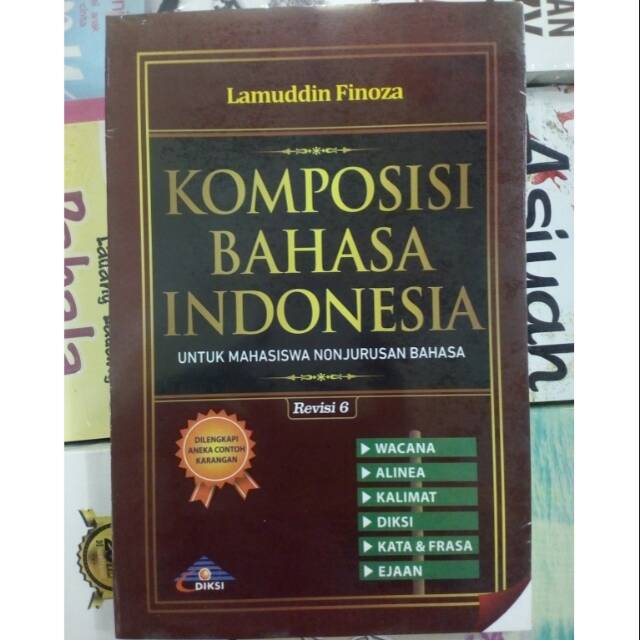 Lamuddin Finoza
KOMPOSISI
BAHASA
INDONESIA
UNTUK MAHASISWA NONJURUSAN BAHASA
Revisi 6
DILENGKAPI
ANEKA CONTOH
KARANGAN
WACANA
ALINEA
KALIMAT
DIKSI
KATA & FRASA
EJAAN
DIKSI
Asiyah